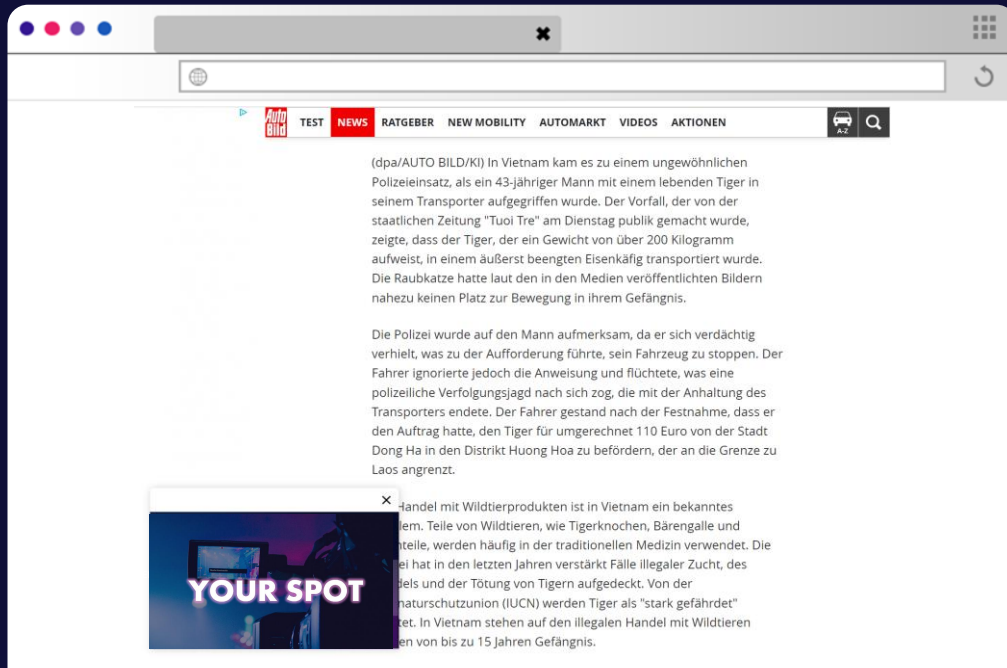 Auto
Bild
TEST NEWS RATGEBER NEW MOBILITY AUTOMARKT VIDEOS AKTIONEN
A-Z
(dpa/AUTO BILD/KI) In Vietnam kam es zu einem ungewöhnlichen
Polizeieinsatz, als ein 43-jähriger Mann mit einem lebenden Tiger in
seinem Transporter aufgegriffen wurde. Der Vorfall, der von der
staatlichen Zeitung "Tuoi Tre" am Dienstag publik gemacht wurde,
zeigte, dass der Tiger, der ein Gewicht von über 200 Kilogramm
aufweist, in einem äußerst beengten Eisenkäfig transportiert wurde.
Die Raubkatze hatte laut den in den Medien veröffentlichten Bildern
nahezu keinen Platz zur Bewegung in ihrem Gefängnis.
Die Polizei wurde auf den Mann aufmerksam, da er sich verdächtig
verhielt, was zu der Aufforderung führte, sein Fahrzeug zu stoppen. Der
Fahrer ignorierte jedoch die Anweisung und flüchtete, was eine
polizeiliche Verfolgungsjagd nach sich zog, die mit der Anhaltung des
Transporters endete. Der Fahrer gestand nach der Festnahme, dass er
den Auftrag hatte, den Tiger für umgerechnet 110 Euro von der Stadt
Dong Ha in den Distrikt Huong Hoa zu befördern, der an die Grenze zu
Laos angrenzt.
Handel mit Wildtierprodukten ist in Vietnam ein bekanntes
lem. Teile von Wildtieren, wie Tigerknochen, Bärengalle und
nteile, werden häufig in der traditionellen Medizin verwendet. Die
ei hat in den letzten Jahren verstärkt Fälle illegaler Zucht, des
dels und der Tötung von Tigern aufgedeckt. Von der
naturschutzunion (IUCN) werden Tiger als "stark gefährdet"
tet. In Vietnam stehen auf den illegalen Handel mit Wildtieren
en von bis zu 15 Jahren Gefängnis.
YOUR SPOT